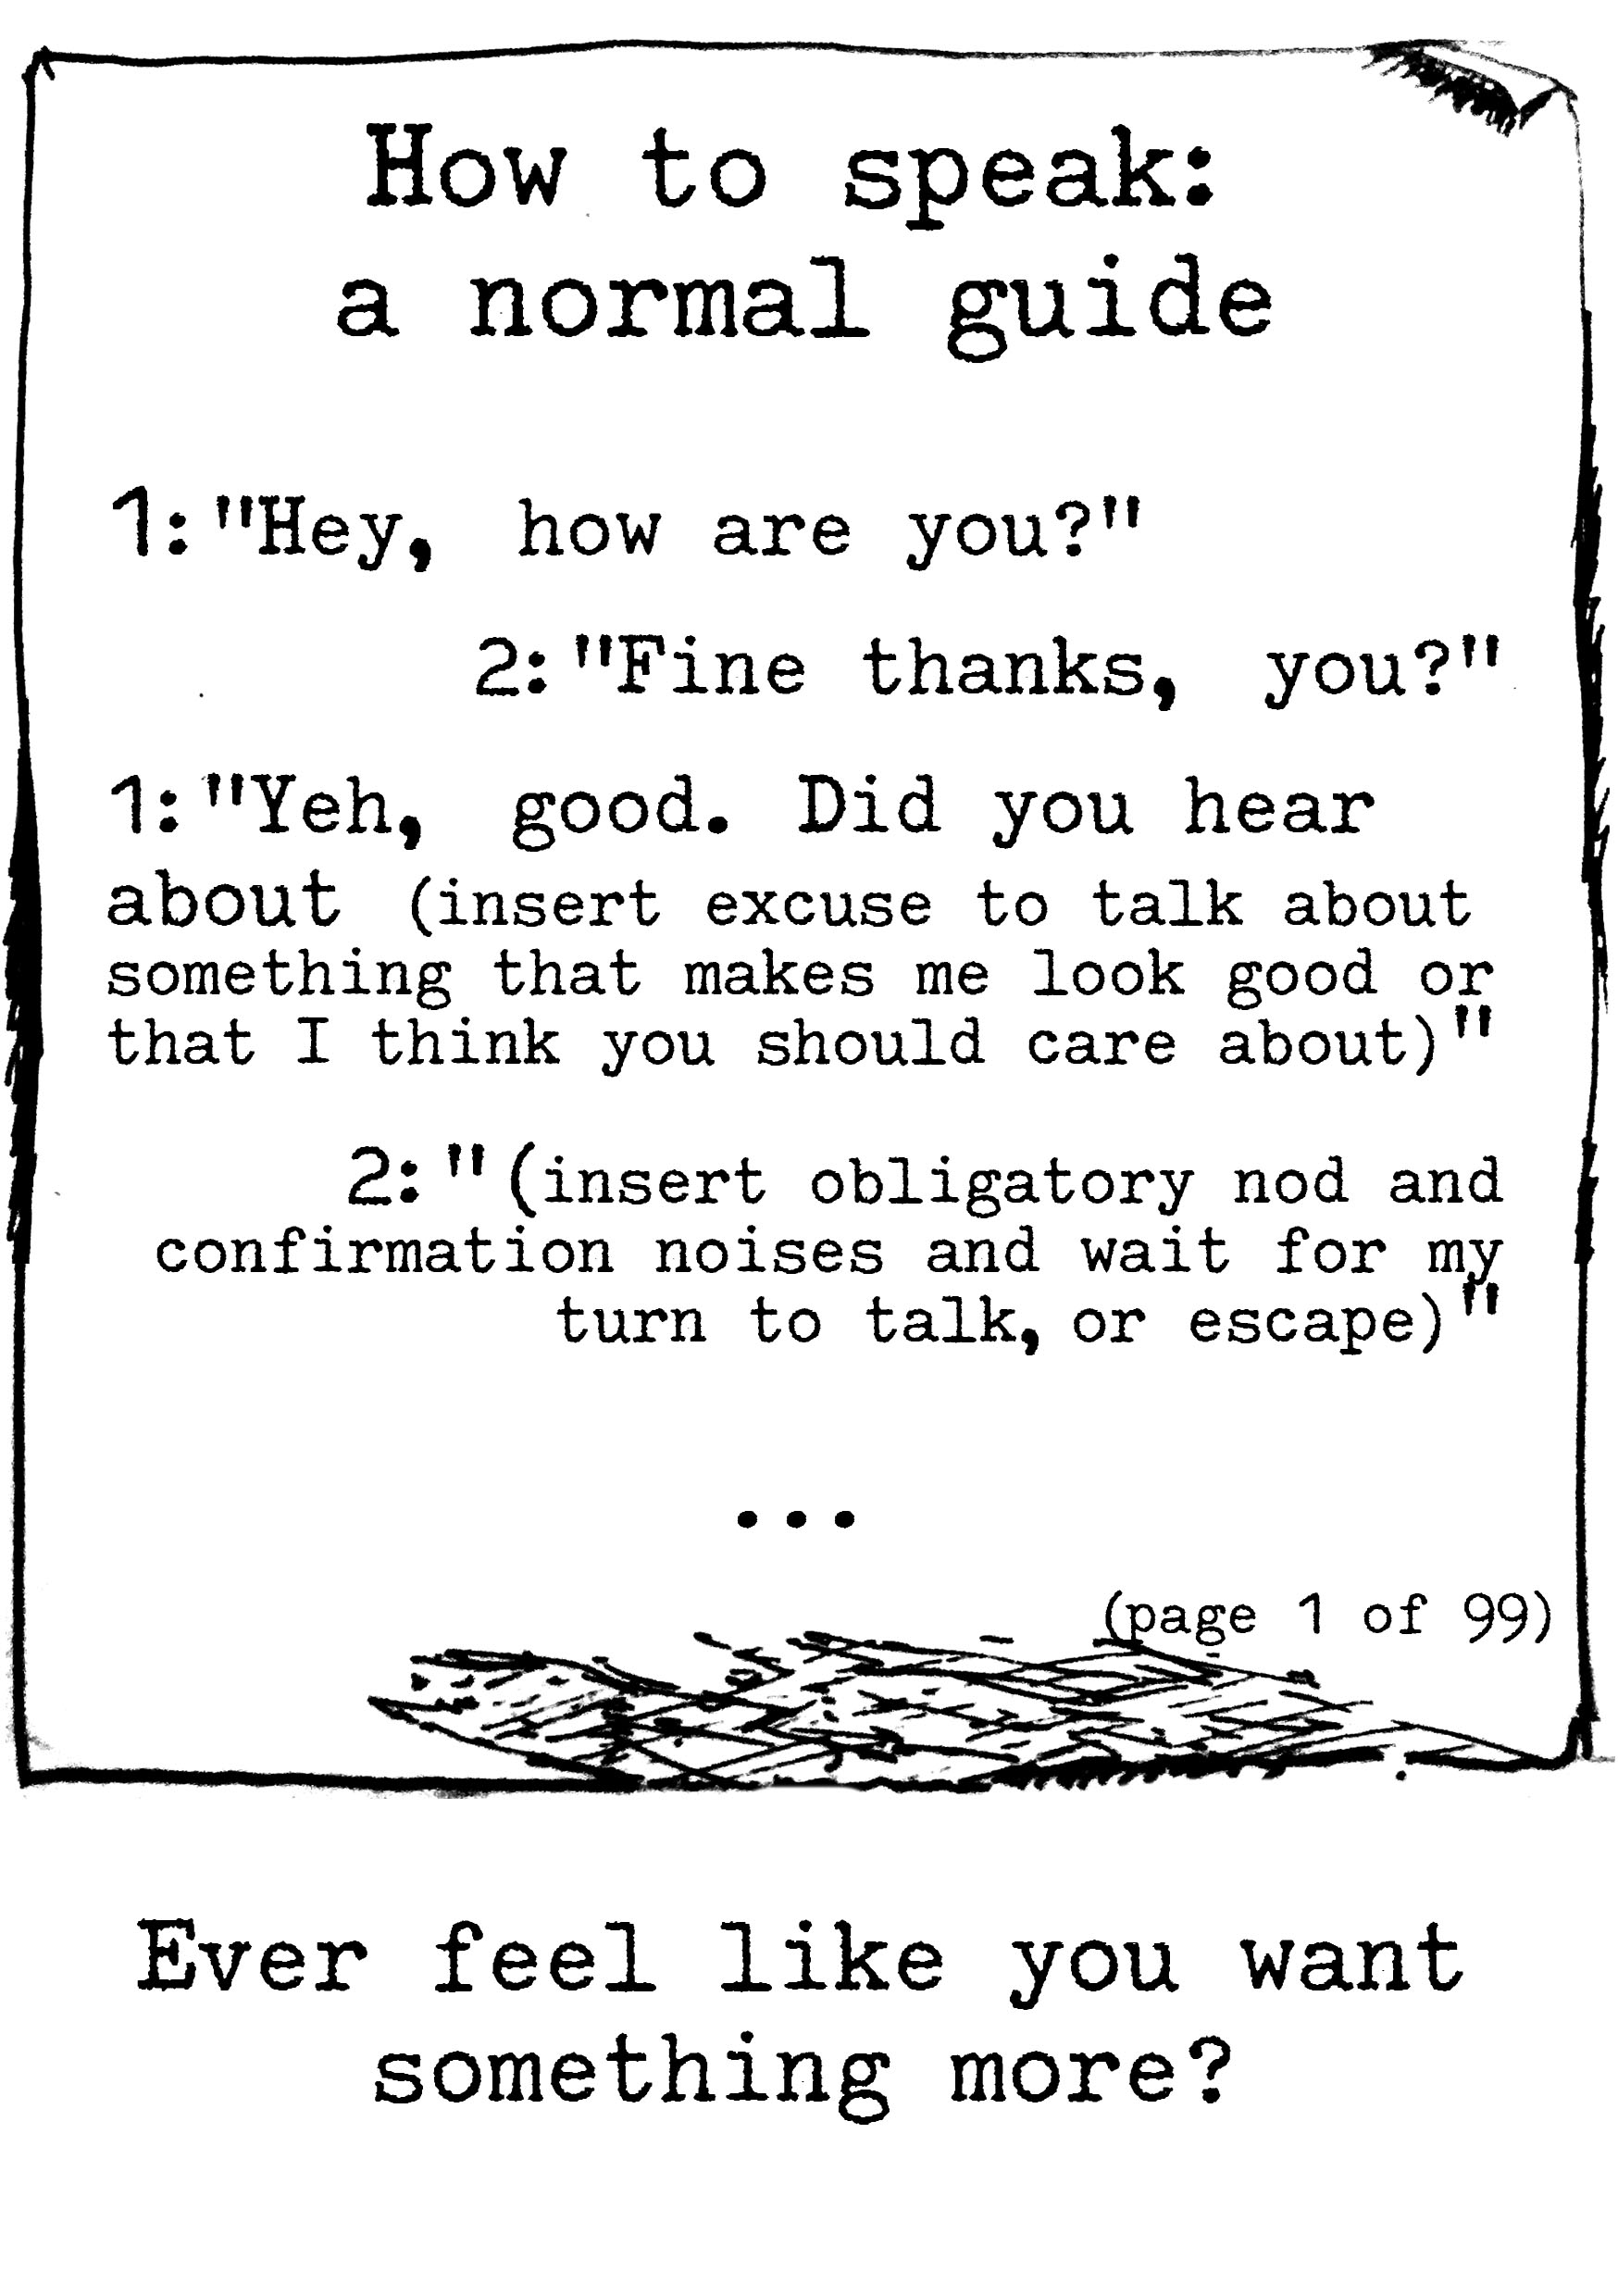 How to speak:
a normal guide
1:"Hey, how are you?"
2:"Fine thanks, you?"
1:"Yeh, good. Did you hear
about (insert excuse to talk about
something that makes me look good or
that I think you should care about)"
2:"(insert obligatory nod and
confirmation noises and wait for my
turn to talk, or escape)"
...
(page 1 of 99)
Ever feel like you want
something more?